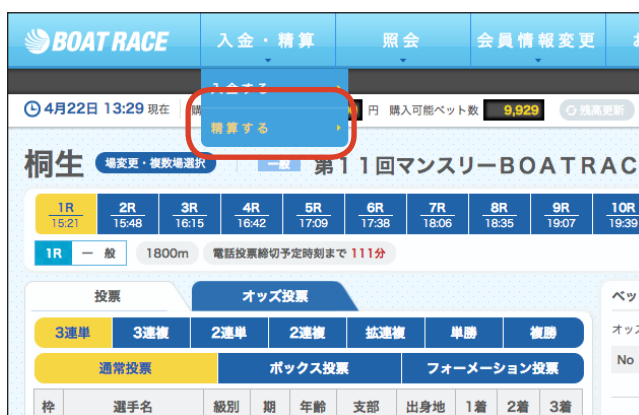 BOAT RACE 入金・精算 照会 会員情報変更
入金する
4月22日 13:29 現在 円 購入可能ベット数 9,929 残高更新
精算する
桐生 場変更・複数場選択 一般 第11回マンスリーBOATRAC
1R 2R 3R 4R 5R 6R 7R 8R 9R 10R
15:21 15:48 16:15 16:42 17:09 17:38 18:06 18:35 19:07 19:39
1R 一般 1800m 電話投票締切予定時刻まで 111分
投票 オッズ投票 ベッ
3連単 3連複 2連単 2連複 拡連複 単勝 複勝 オッズ
通常投票 ボックス投票 フォーメーション投票 No
枠 選手名 級別 期 年齢 支部 出身地 1着 2着 3着